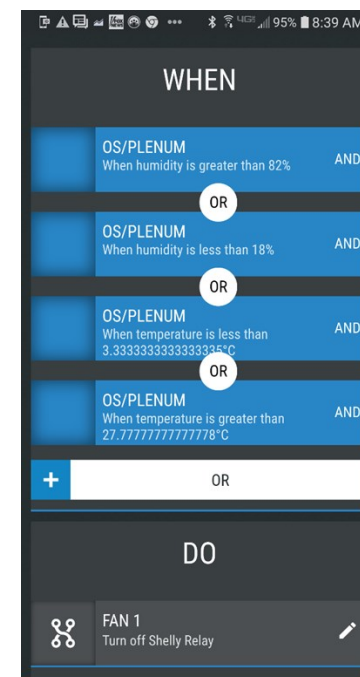 4GE 95% 8:39 AM
WHEN
OS/PLENUM
When humidity is greater than 82%
AND
OR
OS/PLENUM
When humidity is less than 18%
AND
OR
OS/PLENUM
When temperature is less than
3.3333333333333335°C
AND
OR
OS/PLENUM
When temperature is greater than
27.77777777777778°C
AND
+ OR
DO
FAN 1
Turn off Shelly Relay